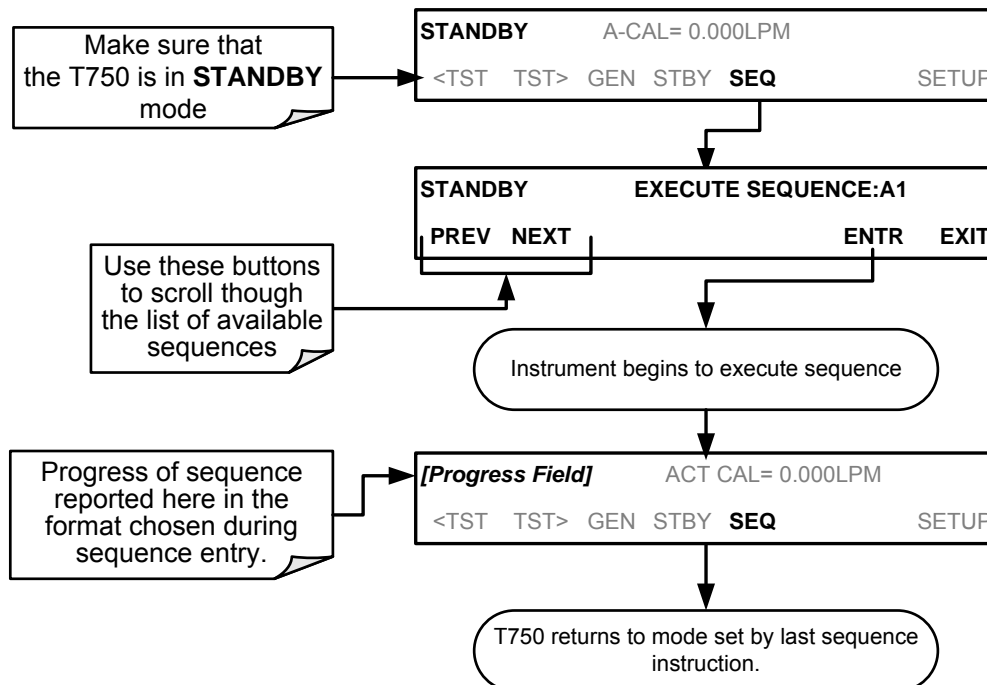 Make sure that
the T750 is in STANDBY
mode
STANDBY A-CAL= 0.000LPM
<TST TST> GEN STBY SEQ SETUP
STANDBY EXECUTE SEQUENCE:A1
PREV NEXT ENTR EXIT
Use these buttons
to scroll though
the list of available
sequences
Instrument begins to execute sequence
Progress of sequence
reported here in the
format chosen during
sequence entry.
[Progress Field] ACT CAL= 0.000LPM
<TST TST> GEN STBY SEQ SETUP
T750 returns to mode set by last sequence
instruction.